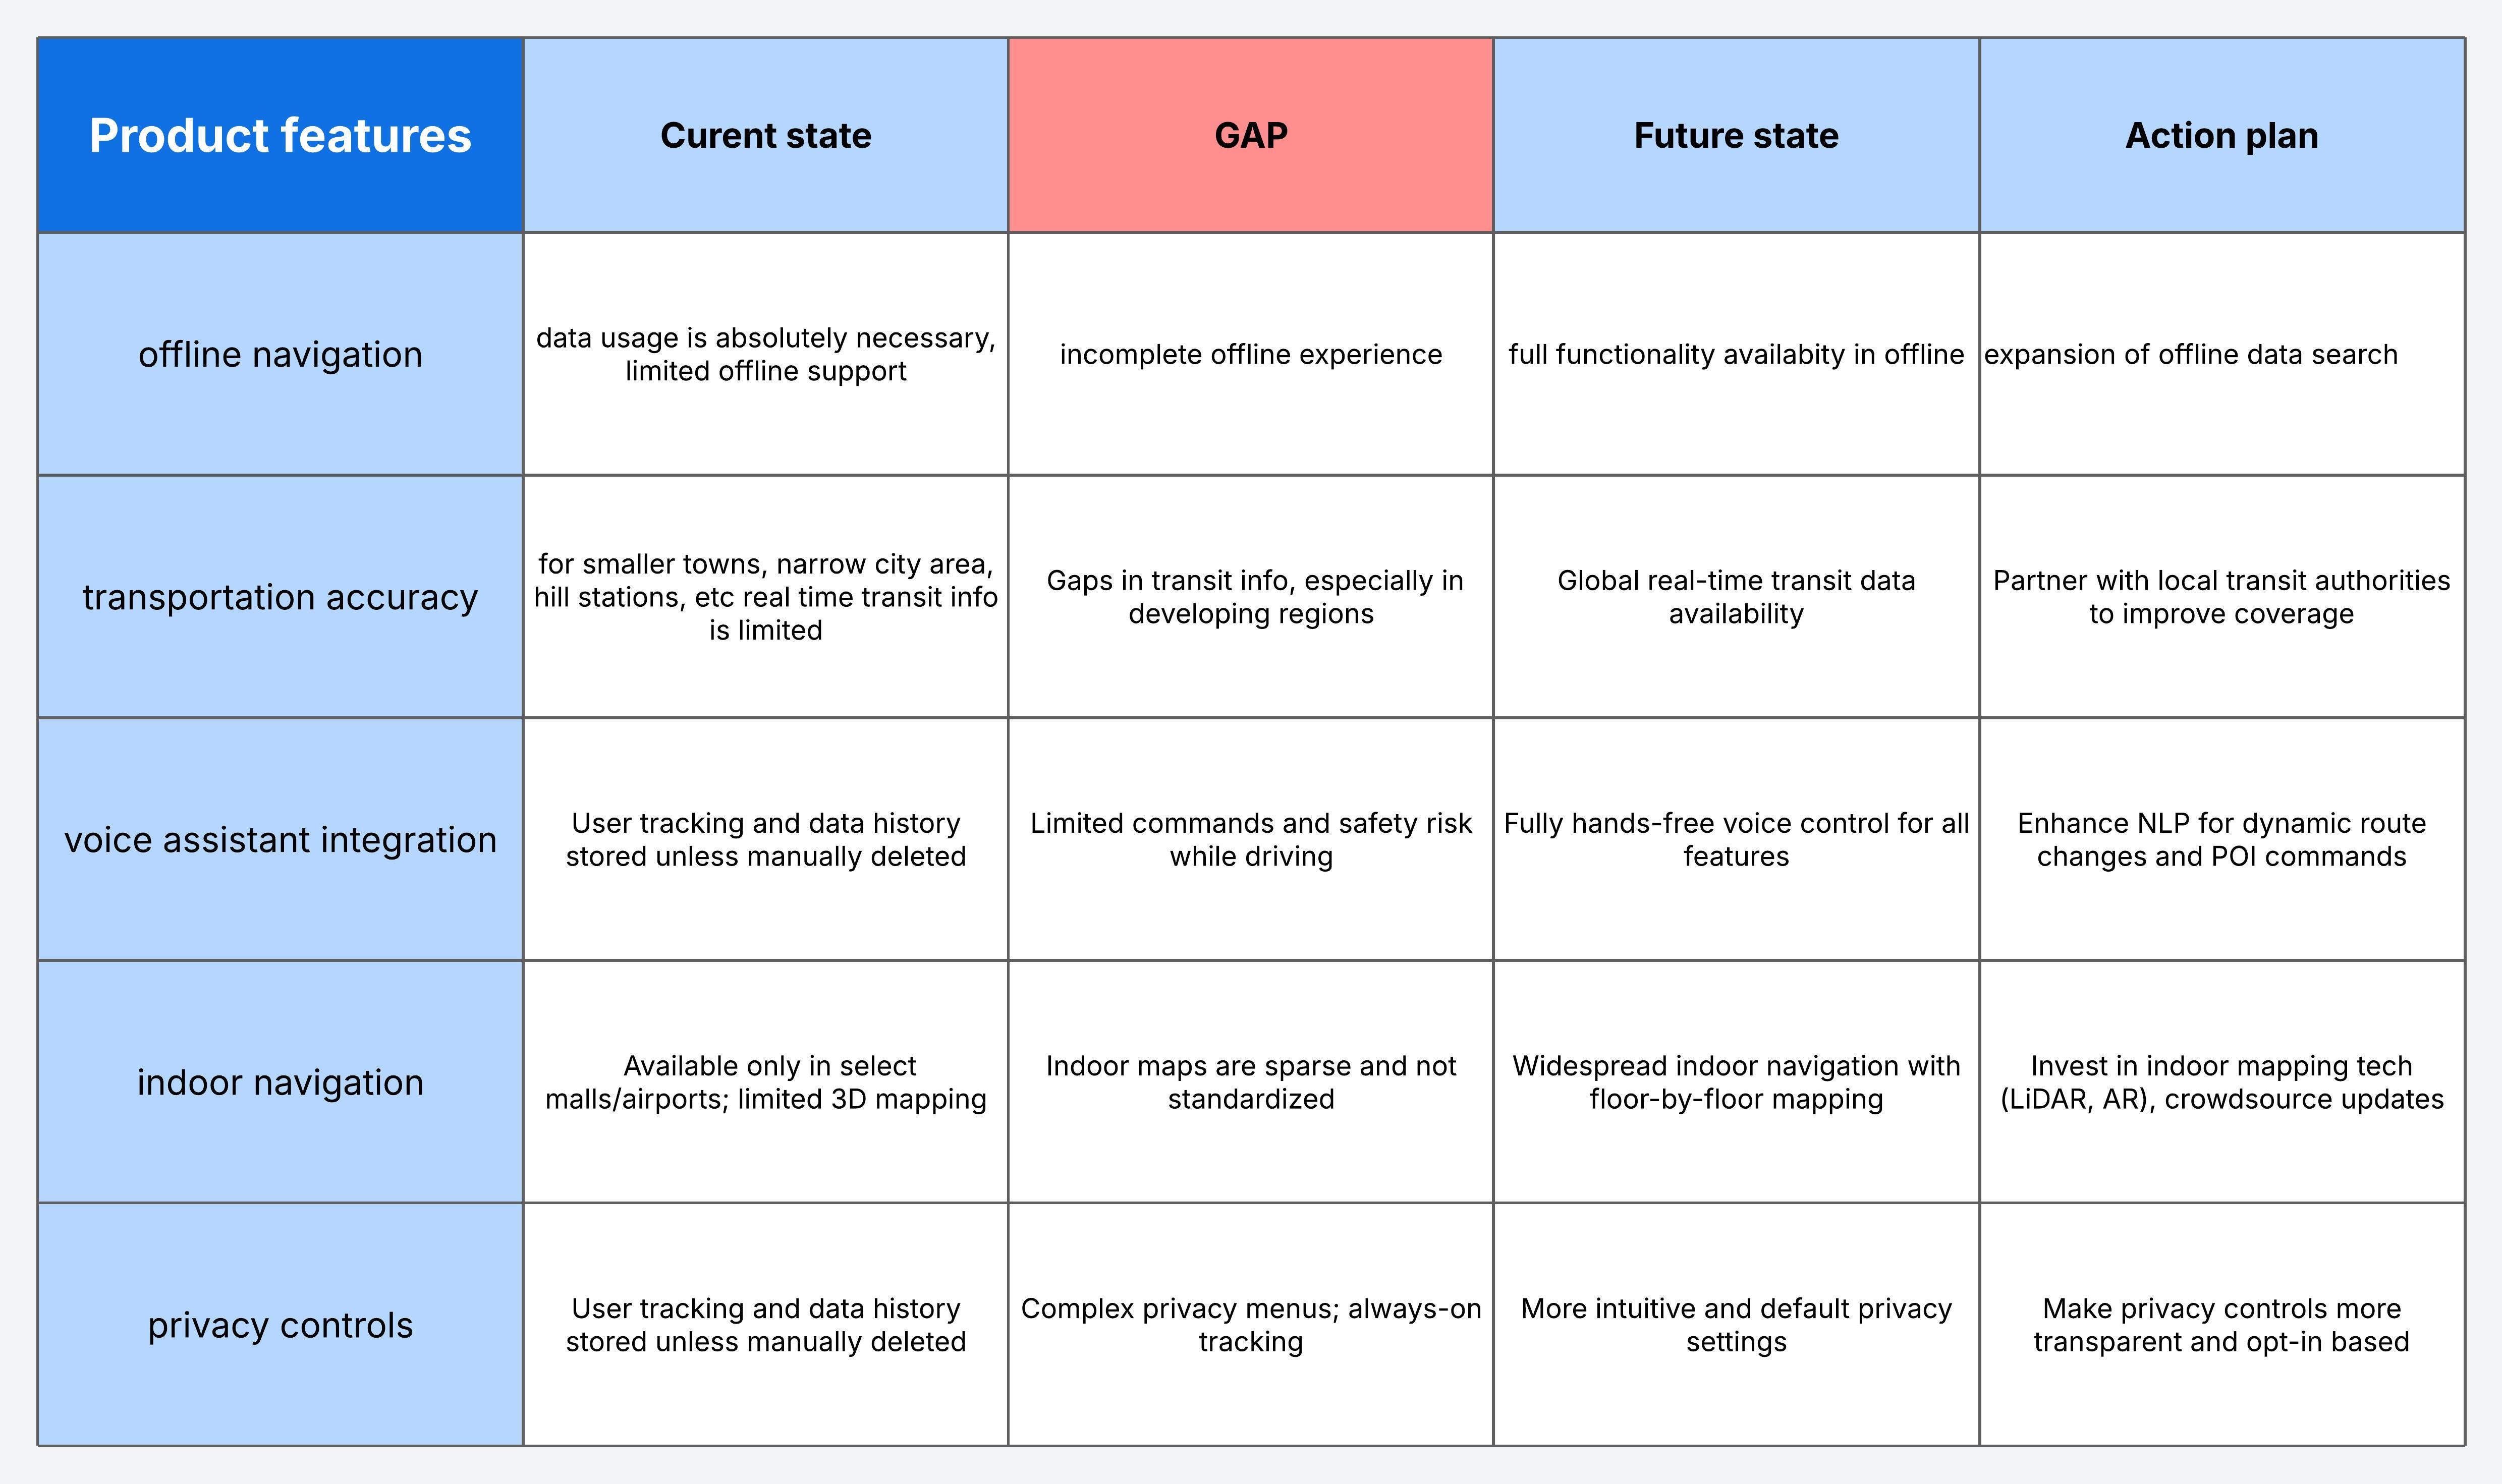 Product features
Curent state
GAP
Future state
Action plan
offline navigation
data usage is absolutely necessary,
limited offline support
incomplete offline experience
full functionality availabity in offline
expansion of offline data search
transportation accuracy
for smaller towns, narrow city area,
hill stations, etc real time transit info
is limited
Gaps in transit info, especially in
developing regions
Global real-time transit data
availability
Partner with local transit authorities
to improve coverage
voice assistant integration
User tracking and data history
stored unless manually deleted
Limited commands and safety risk
while driving
Fully hands-free voice control for all
features
Enhance NLP for dynamic route
changes and POI commands
indoor navigation
Available only in select
malls/airports; limited 3D mapping
Indoor maps are sparse and not
standardized
Widespread indoor navigation with
floor-by-floor mapping
Invest in indoor mapping tech
(LiDAR, AR), crowdsource updates
privacy controls
User tracking and data history
stored unless manually deleted
Complex privacy menus; always-on
tracking
More intuitive and default privacy
settings
Make privacy controls more
transparent and opt-in based